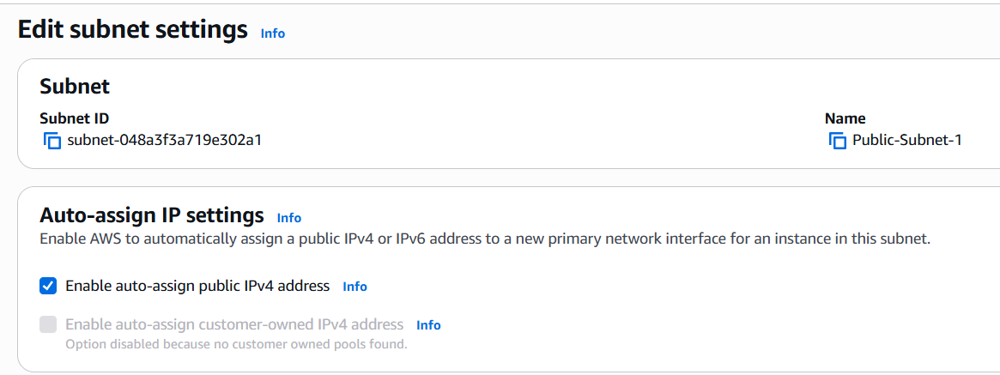 Edit subnet settings Info
Subnet
Subnet ID Name
subnet-048a3f3a719e302a1 Public-Subnet-1
Auto-assign IP settings Info
Enable AWS to automatically assign a public IPv4 or IPv6 address to a new primary network interface for an instance in this subnet.
Enable auto-assign public IPv4 address Info
Enable auto-assign customer-owned IPv4 address Info
Option disabled because no customer owned pools found.